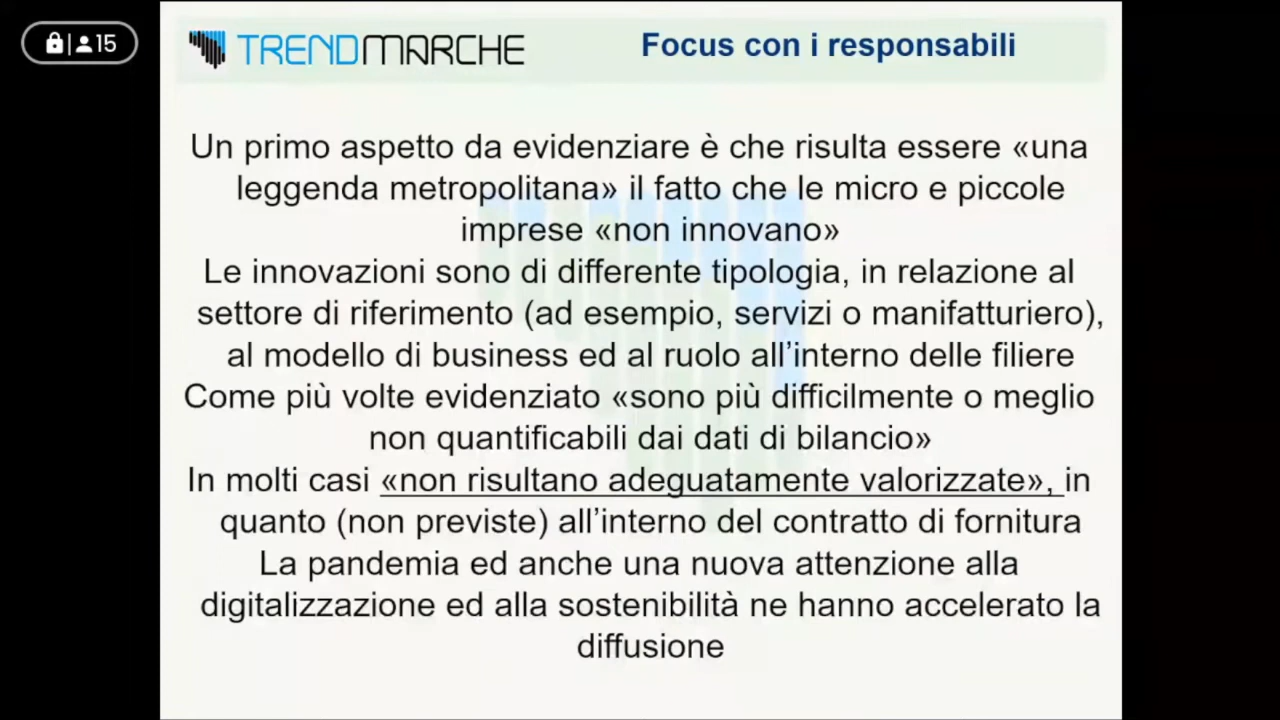 15
TRENDMARCHE
Focus con i responsabili
Un primo aspetto da evidenziare è che risulta essere «una
leggenda metropolitana» il fatto che le micro e piccole
imprese «non innovano»
Le innovazioni sono di differente tipologia, in relazione al
settore di riferimento (ad esempio, servizi o manifatturiero),
al modello di business ed al ruolo all’interno delle filiere
Come più volte evidenziato «sono più difficilmente o meglio
non quantificabili dai dati di bilancio»
In molti casi «non risultano adeguatamente valorizzate», in
quanto (non previste) all’interno del contratto di fornitura
La pandemia ed anche una nuova attenzione alla
digitalizzazione ed alla sostenibilità ne hanno accelerato la
diffusione